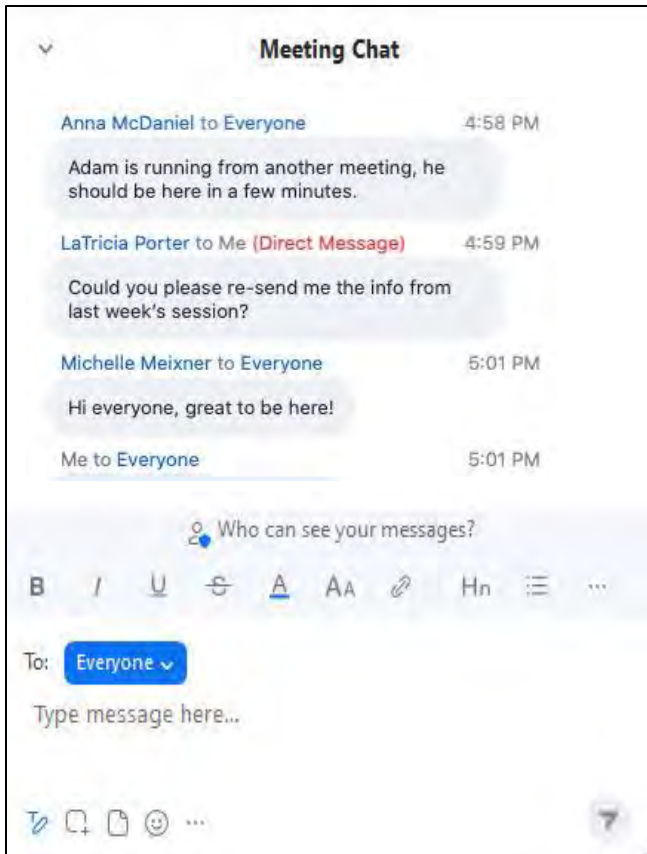 Meeting Chat
Anna McDaniel to Everyone 4:58 PM
Adam is running from another meeting, he
should be here in a few minutes.
LaTricia Porter to Me (Direct Message) 4:59 PM
Could you please re-send me the info from
last week's session?
Michelle Meixner to Everyone 5:01 PM
Hi everyone, great to be here!
Me to Everyone 5:01 PM
Who can see your messages?
B I U S A AA Hn ...
To: Everyone
Type message here...